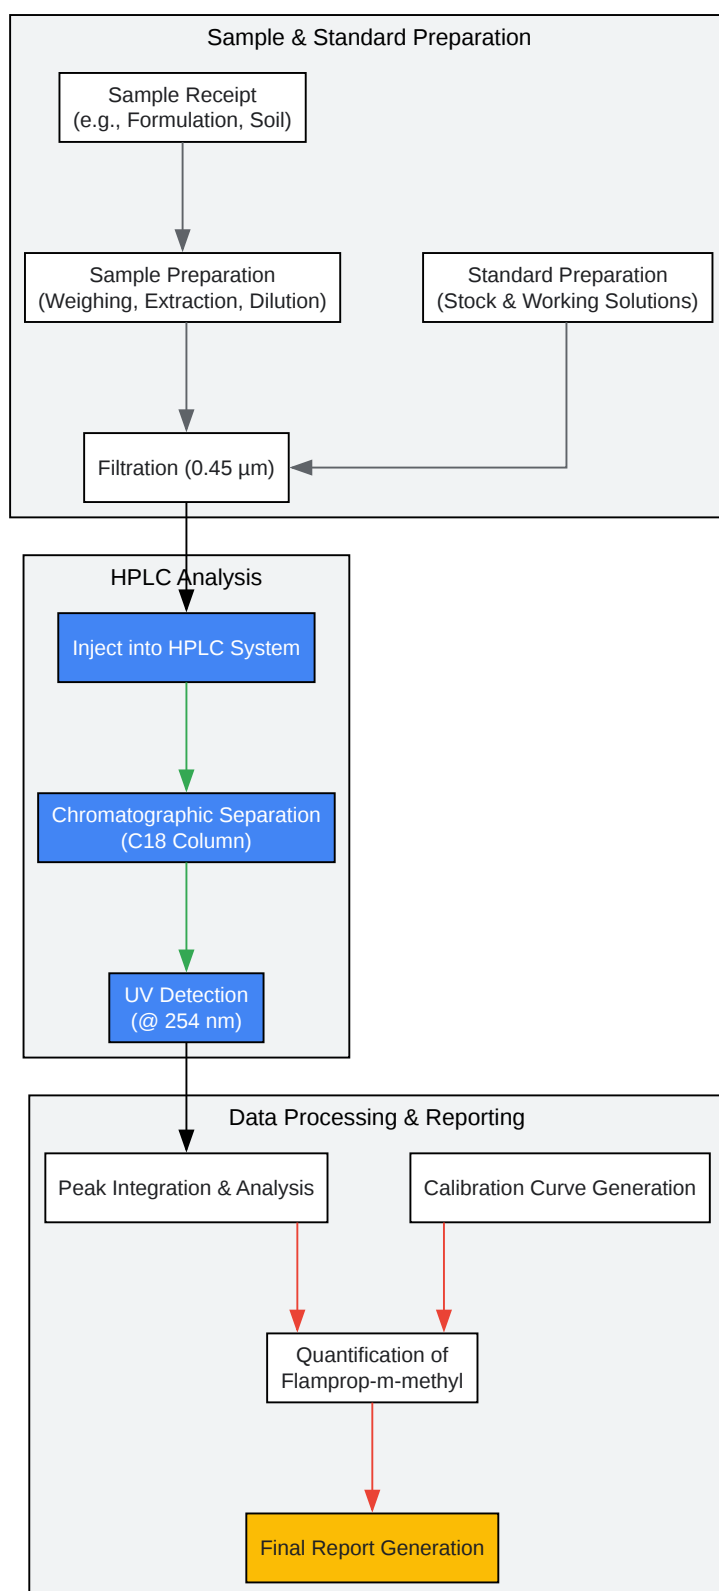 Sample & Standard Preparation
Sample Receipt
(e.g., Formulation, Soil)
Sample Preparation
(Weighing, Extraction, Dilution)
Standard Preparation
(Stock & Working Solutions)
Filtration (0.45 µm)
HPLC Analysis
Inject into HPLC System
Chromatographic Separation
(C18 Column)
UV Detection
(@ 254 nm)
Data Processing & Reporting
Peak Integration & Analysis
Calibration Curve Generation
Quantification of
Flamprop-m-methyl
Final Report Generation